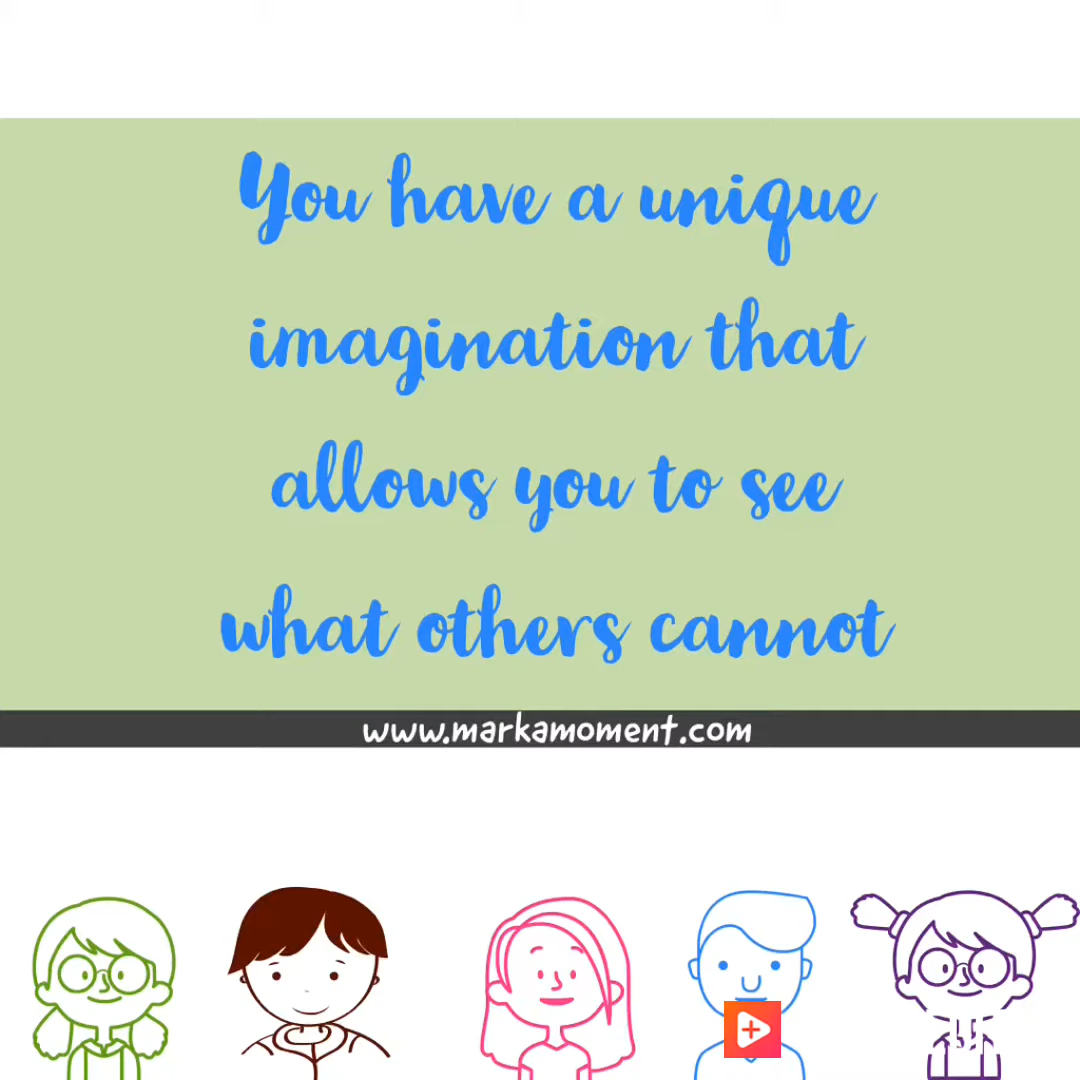 You have a unique
imagination that
allows you to see
what others cannot
www.markamoment.com